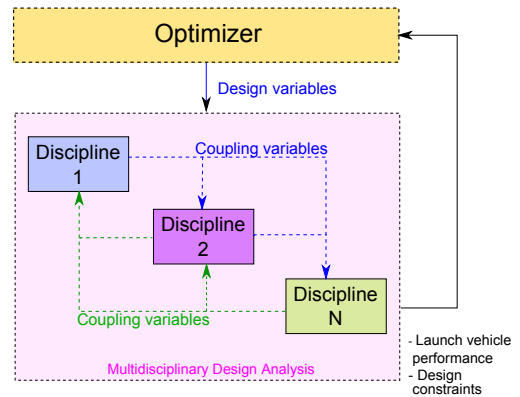 Optimizer
Design variables
Discipline
1
Coupling variables
Discipline
2
Discipline
N
Coupling variables
Multidisciplinary Design Analysis
- Launch vehicle
performance
- Design
constraints